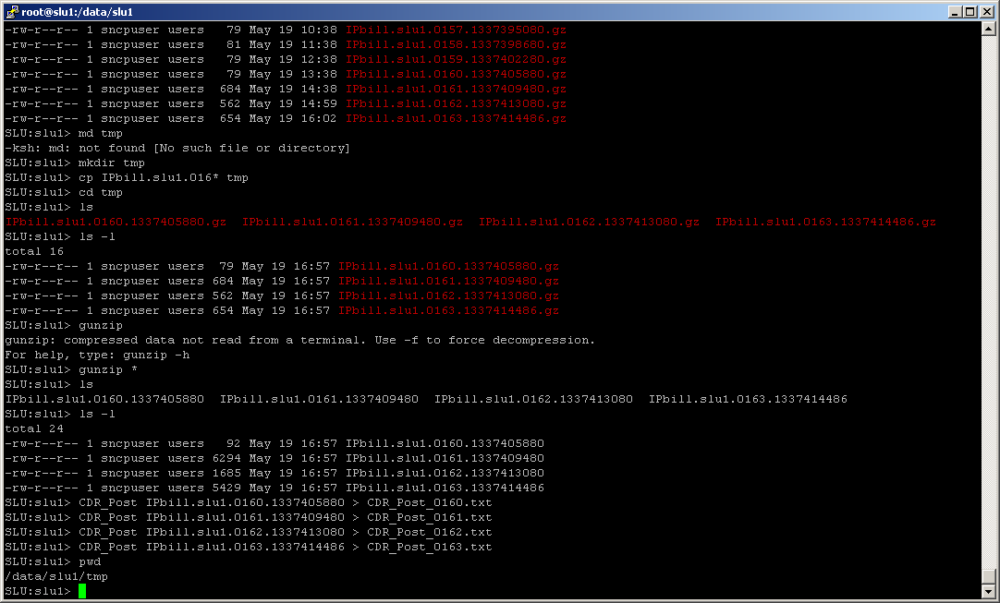 root@slu1:/data/slu1
-rw-r--r-- 1 sncpuser users   79 May 19 10:38 IPbill.slu1.0157.1337395080.gz
-rw-r--r-- 1 sncpuser users   81 May 19 11:38 IPbill.slu1.0158.1337398680.gz
-rw-r--r-- 1 sncpuser users   79 May 19 12:38 IPbill.slu1.0159.1337402280.gz
-rw-r--r-- 1 sncpuser users   79 May 19 13:38 IPbill.slu1.0160.1337405880.gz
-rw-r--r-- 1 sncpuser users  684 May 19 14:38 IPbill.slu1.0161.1337409480.gz
-rw-r--r-- 1 sncpuser users  562 May 19 14:59 IPbill.slu1.0162.1337413080.gz
-rw-r--r-- 1 sncpuser users  654 May 19 16:02 IPbill.slu1.0163.1337414486.gz
SLU:slu1> md tmp
-ksh: md: not found [No such file or directory]
SLU:slu1> mkdir tmp
SLU:slu1> cp IPbill.slu1.016* tmp
SLU:slu1> cd tmp
SLU:slu1> ls
IPbill.slu1.0160.1337405880.gz  IPbill.slu1.0161.1337409480.gz  IPbill.slu1.0162.1337413080.gz  IPbill.slu1.0163.1337414486.gz
SLU:slu1> ls -l
total 16
-rw-r--r-- 1 sncpuser users  79 May 19 16:57 IPbill.slu1.0160.1337405880.gz
-rw-r--r-- 1 sncpuser users 684 May 19 16:57 IPbill.slu1.0161.1337409480.gz
-rw-r--r-- 1 sncpuser users 562 May 19 16:57 IPbill.slu1.0162.1337413080.gz
-rw-r--r-- 1 sncpuser users 654 May 19 16:57 IPbill.slu1.0163.1337414486.gz
SLU:slu1> gunzip
gunzip: compressed data not read from a terminal. Use -f to force decompression.
For help, type: gunzip -h
SLU:slu1> gunzip *
SLU:slu1> ls
IPbill.slu1.0160.1337405880  IPbill.slu1.0161.1337409480  IPbill.slu1.0162.1337413080  IPbill.slu1.0163.1337414486
SLU:slu1> ls -l
total 24
-rw-r--r-- 1 sncpuser users   92 May 19 16:57 IPbill.slu1.0160.1337405880
-rw-r--r-- 1 sncpuser users 6294 May 19 16:57 IPbill.slu1.0161.1337409480
-rw-r--r-- 1 sncpuser users 1685 May 19 16:57 IPbill.slu1.0162.1337413080
-rw-r--r-- 1 sncpuser users 5429 May 19 16:57 IPbill.slu1.0163.1337414486
SLU:slu1> CDR_Post IPbill.slu1.0160.1337405880 > CDR_Post_0160.txt
SLU:slu1> CDR_Post IPbill.slu1.0161.1337409480 > CDR_Post_0161.txt
SLU:slu1> CDR_Post IPbill.slu1.0162.1337413080 > CDR_Post_0162.txt
SLU:slu1> CDR_Post IPbill.slu1.0163.1337414486 > CDR_Post_0163.txt
SLU:slu1> pwd
/data/slu1/tmp
SLU:slu1>